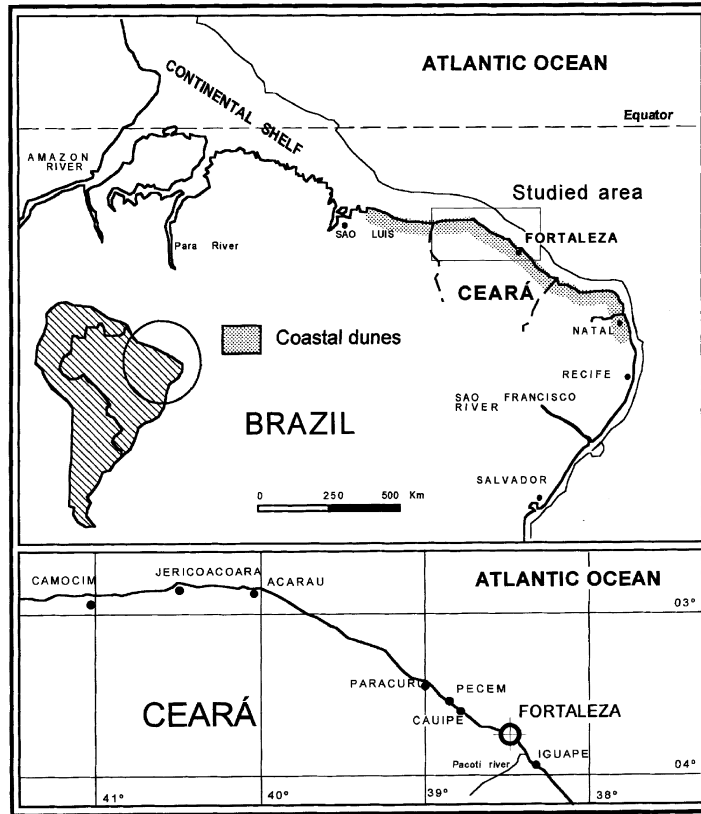 ATLANTIC OCEAN
CONTINENTAL SHELF
Equator
AMAZON
RIVER
Studied area
Para River
SAO LUIS
FORTALEZA
CEARÁ
NATAL
Coastal dunes
RECIFE
SAO FRANCISCO
RIVER
BRAZIL
SALVADOR
0 250 500 Km
CAMOCIM
JERICOACOARA
ACARAU
ATLANTIC OCEAN
03°
PARACURU
PECEM
CEARÁ
CAUIPE
FORTALEZA
Pacoti river
IGUAPE
04°
41°
40°
39°
38°